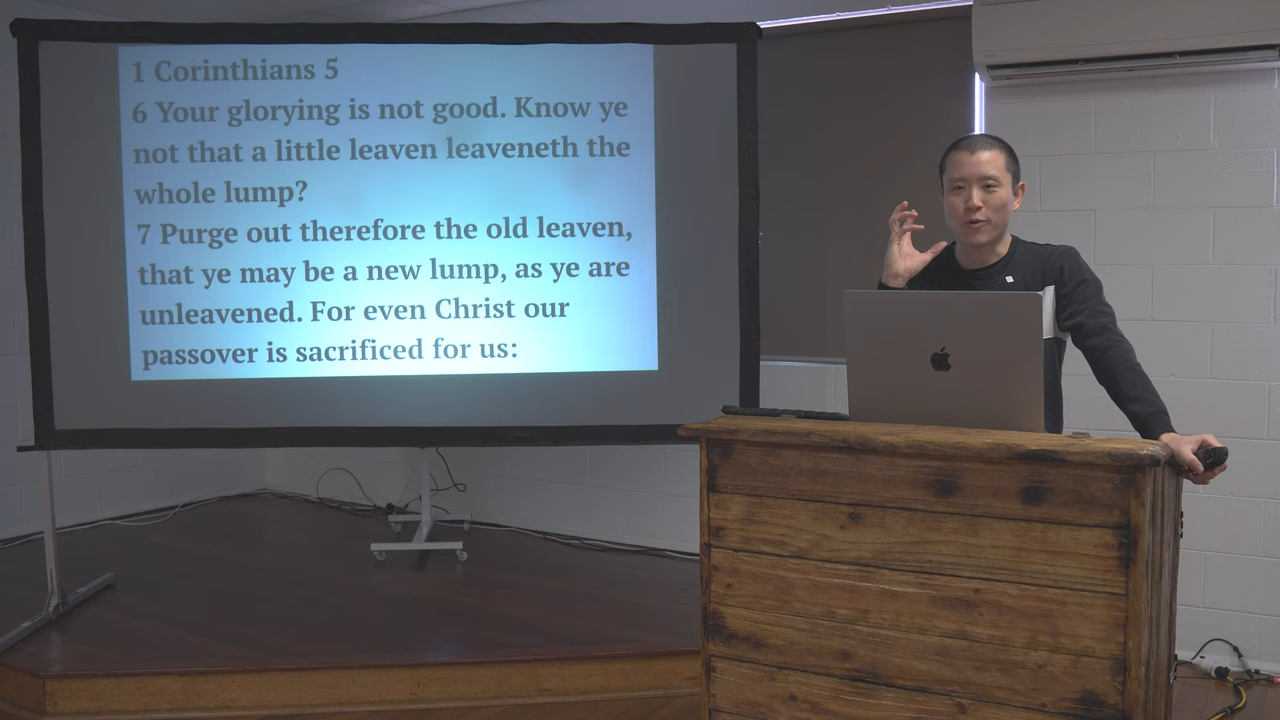 1 Corinthians 5
6 Your glorying is not good. Know ye
not that a little leaven leaveneth the
whole lump?
7 Purge out therefore the old leaven,
that ye may be a new lump, as ye are
unleavened. For even Christ our
passover is sacrificed for us: